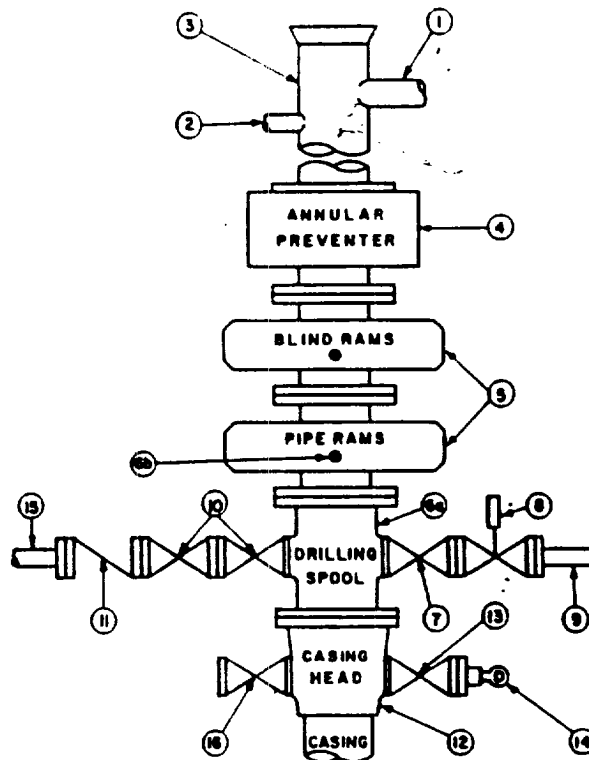 1
3
2
ANNULAR
PREVENTER
4
BLIND RAMS
5
PIPE RAMS
6b
15
10
6a
8
DRILLING
SPOOL
11
7
9
13
CASING
HEAD
16
12
14
CASING